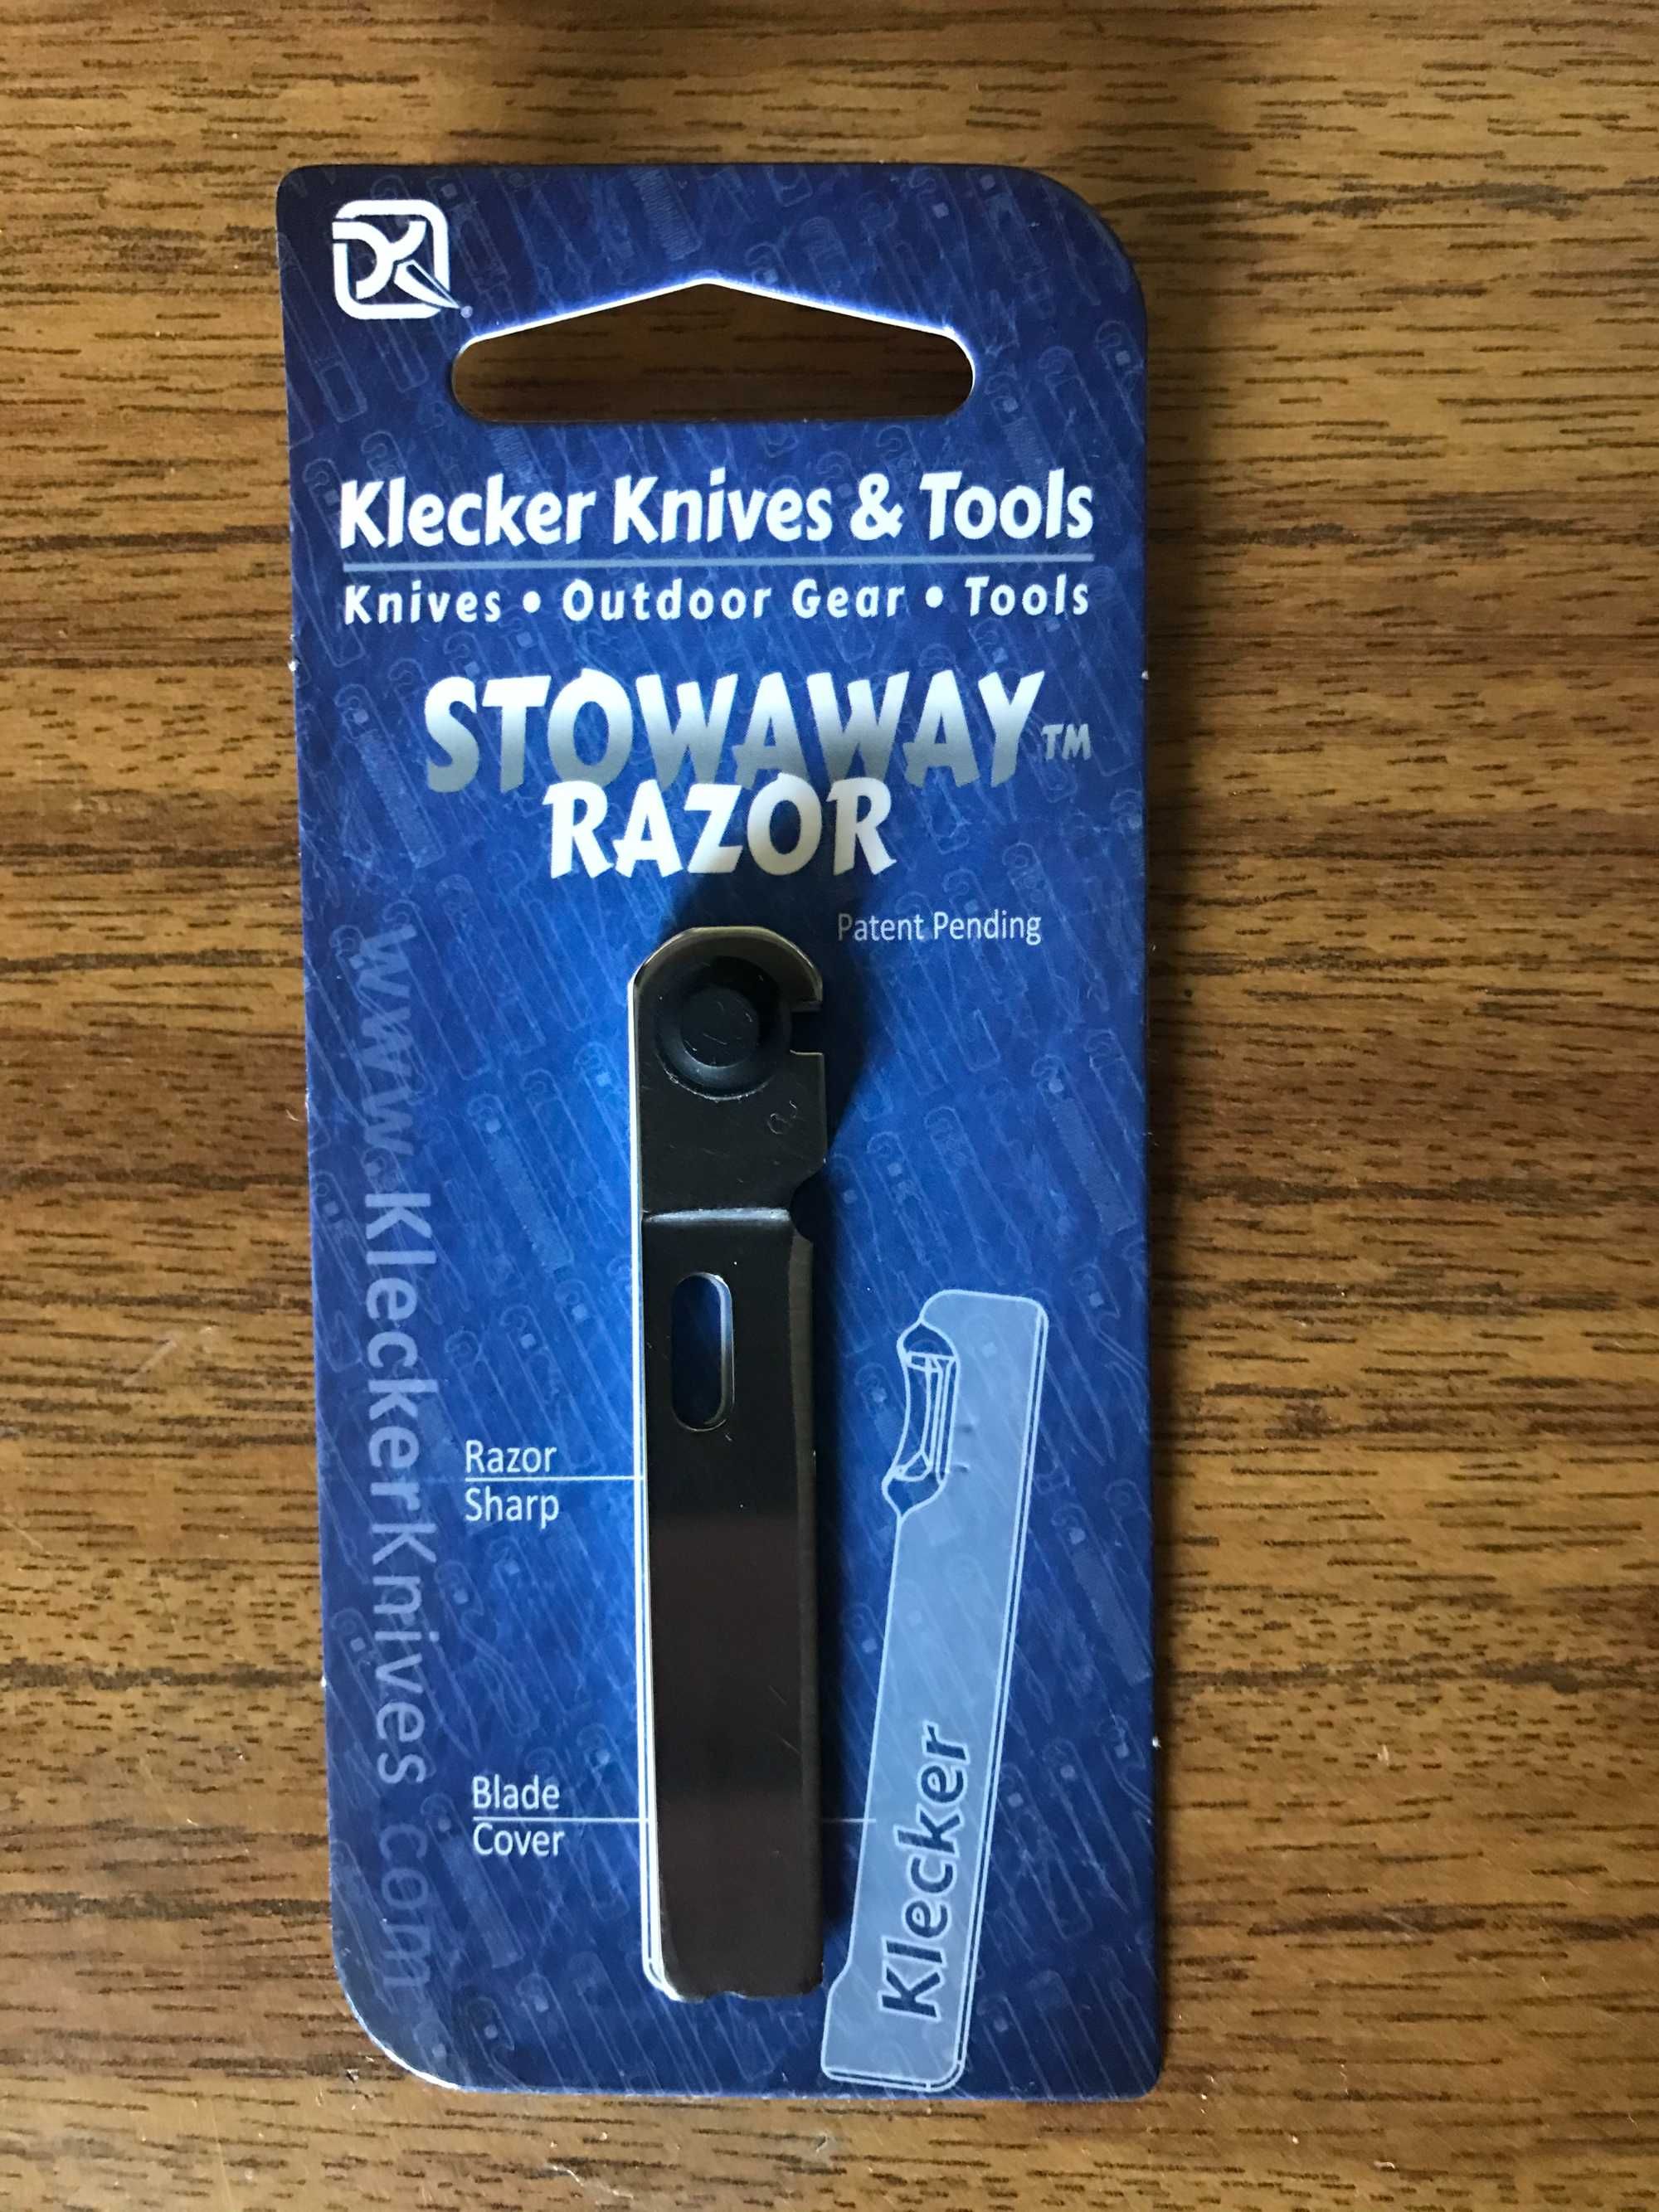 Klecker Knives & Tools
Knives • Outdoor Gear • Tools
STOWAWAY™
RAZOR
Patent Pending
Razor
Sharp
Blade
Cover
Klecker
www.KleckerKnives.com